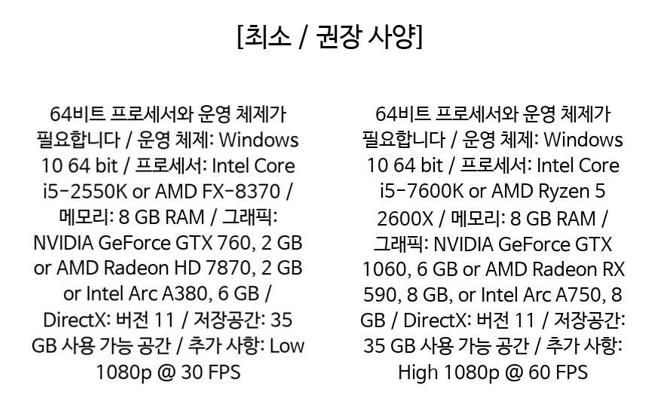 [최소 / 권장 사양]
64비트 프로세서와 운영 체제가
필요합니다 / 운영 체제: Windows
10 64 bit / 프로세서: Intel Core
i5-2550K or AMD FX-8370 /
메모리: 8 GB RAM / 그래픽:
NVIDIA GeForce GTX 760, 2 GB
or AMD Radeon HD 7870, 2 GB
or Intel Arc A380, 6 GB /
DirectX: 버전 11 / 저장공간: 35
GB 사용 가능 공간 / 추가 사항: Low
1080p @ 30 FPS
64비트 프로세서와 운영 체제가
필요합니다 / 운영 체제: Windows
10 64 bit / 프로세서: Intel Core
i5-7600K or AMD Ryzen 5
2600X / 메모리: 8 GB RAM /
그래픽: NVIDIA GeForce GTX
1060, 6 GB or AMD Radeon RX
590, 8 GB, or Intel Arc A750, 8
GB / DirectX: 버전 11 / 저장공간:
35 GB 사용 가능 공간 / 추가 사항:
High 1080p @ 60 FPS